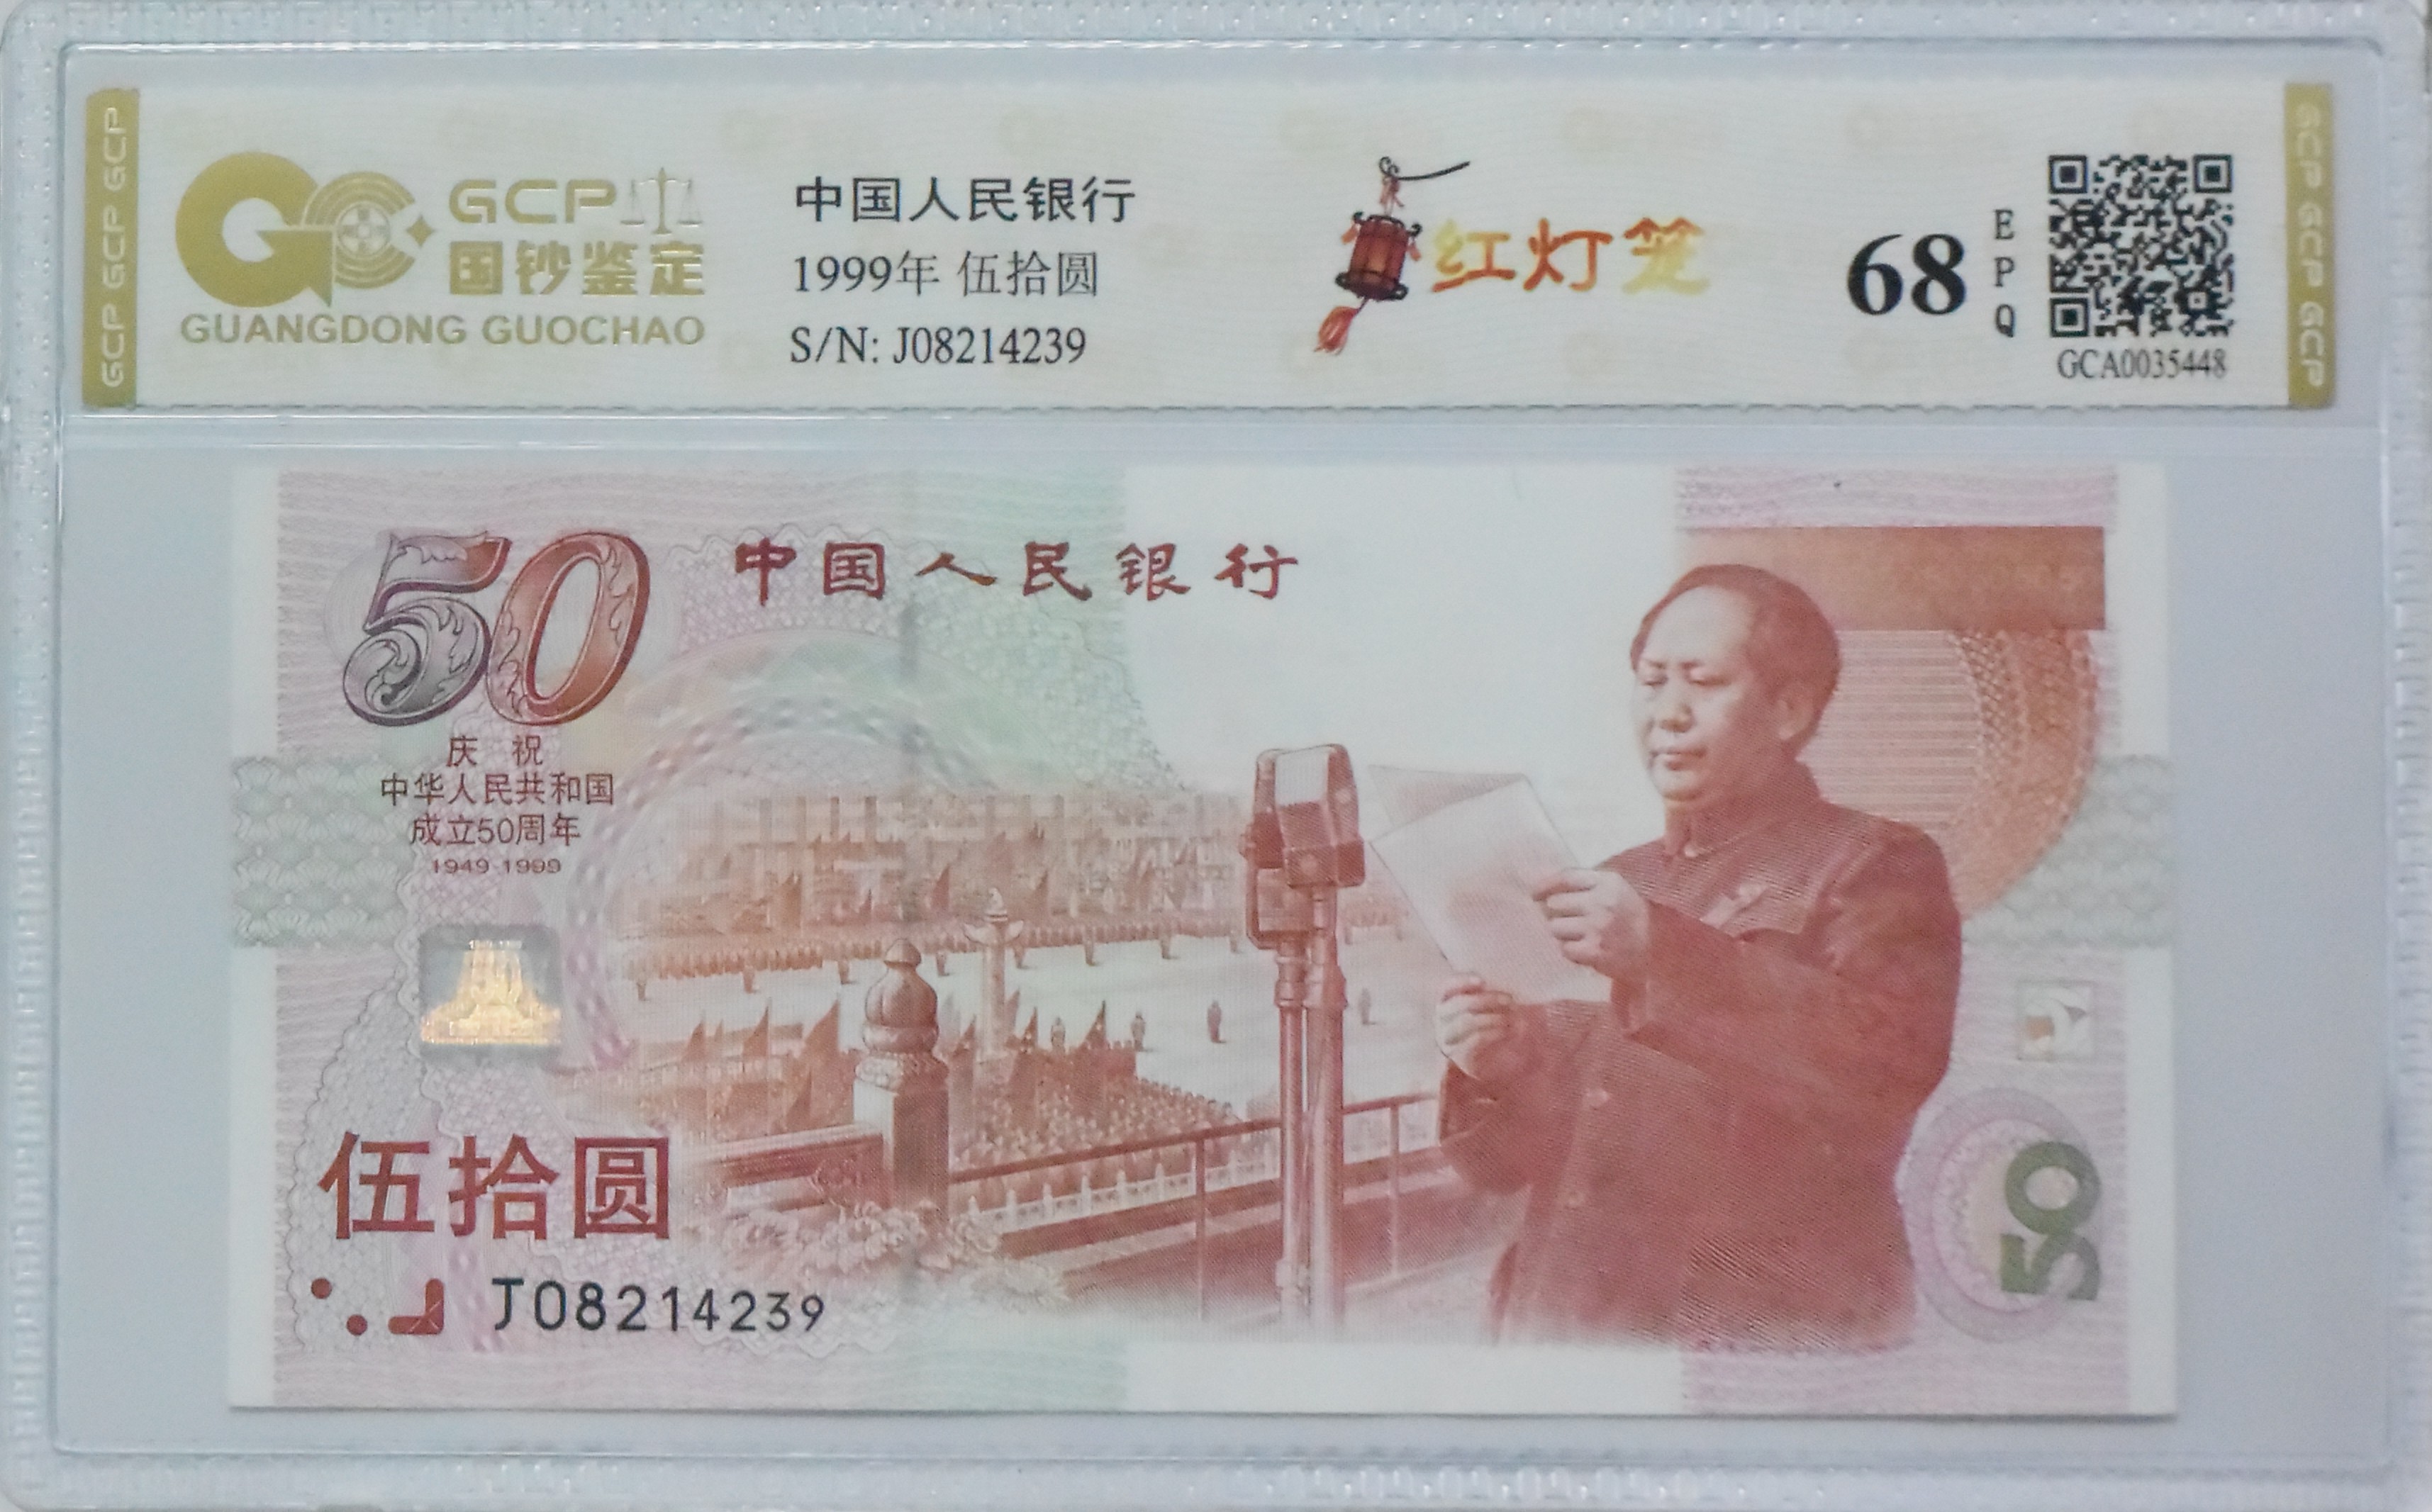 GCP GCP GCP
GCP
国钞鉴定
GUANGDONG GUOCHAO
中国人民银行
1999年 伍拾圆
S/N: J08214239
红灯笼
68
E
P
Q
GCA0035448
GCP GCP GCP
50
中国人民银行
庆 祝
中华人民共和国
成立50周年
1949-1999
伍拾圆
J08214239
50